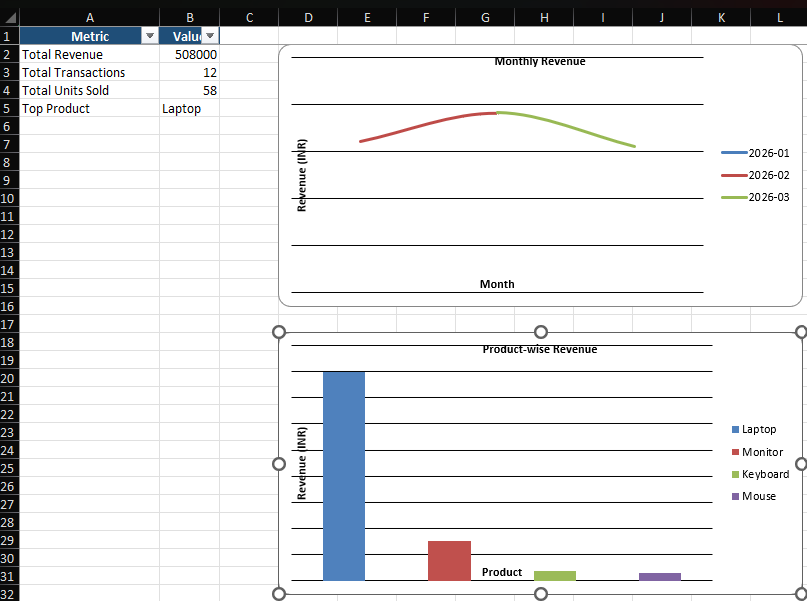 A B C D E F G H I J K L
1 Metric Valu
2 Total Revenue 508000
3 Total Transactions 12
4 Total Units Sold 58
5 Top Product Laptop
6
7
8
9
10
11
12
13
14
15
16
17
18
19
20
21
22
23
24
25
26
27
28
29
30
31
32
Monthly Revenue
Revenue (INR)
2026-01
2026-02
2026-03
Month
Product-wise Revenue
Revenue (INR)
Laptop
Monitor
Keyboard
Mouse
Product